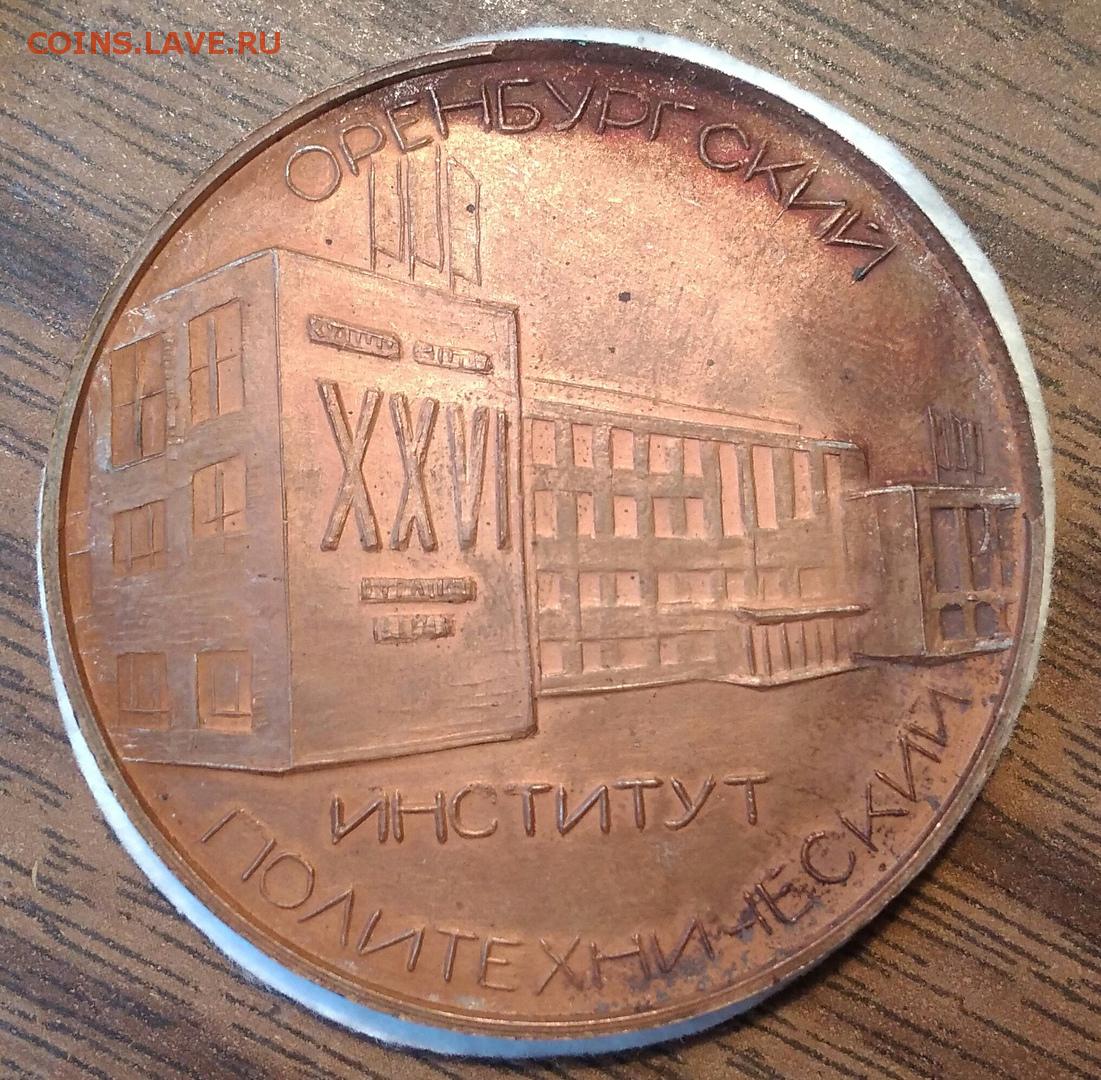 COINS.LAVE.RU
ОРЕНБУРГСКИЙ
XXVI
ИНСТИТУТ
ПОЛИТЕХНИЧЕСКИЙ